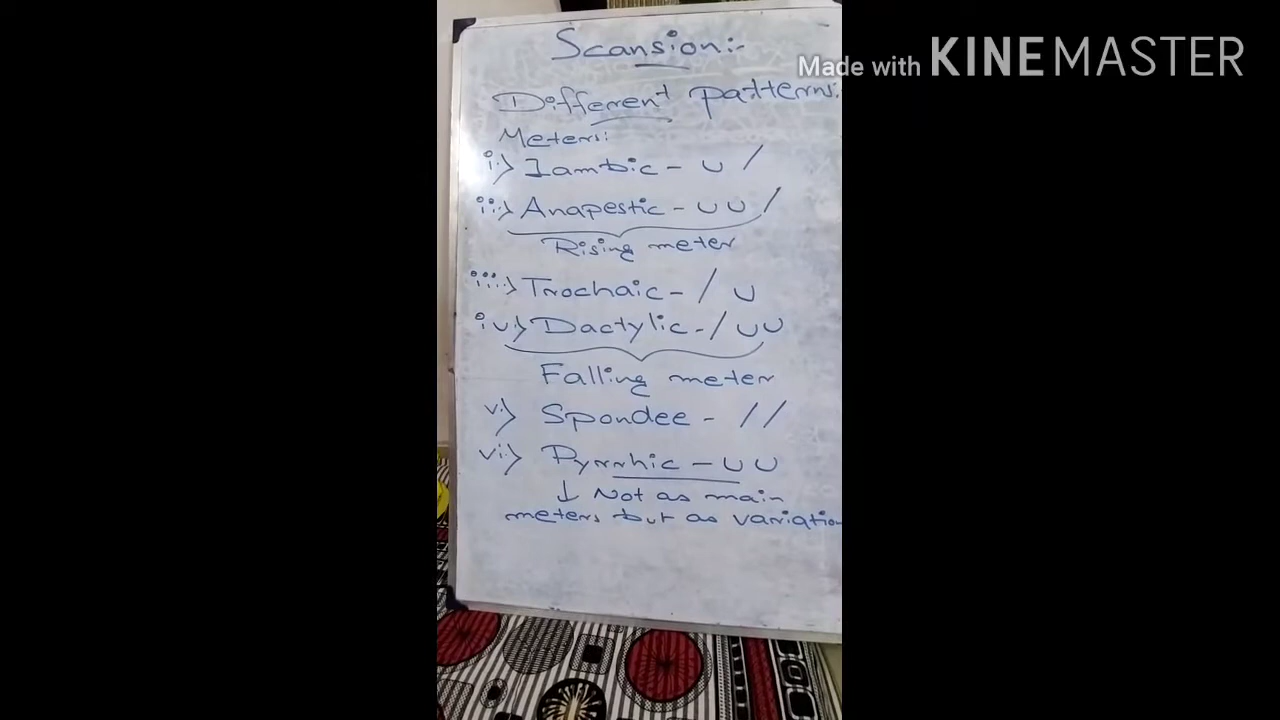 Scansion:-
Made with KINEMASTER
Different patterns:
Meters:
i.) Iambic - ∪ /
ii.) Anapestic - ∪∪ /
Rising meter
iii.) Trochaic - / ∪
iv.) Dactylic - / ∪∪
Falling meter
v.) Spondee - //
vi.) Pyrrhic - ∪∪
↓ Not as main
meters but as variation